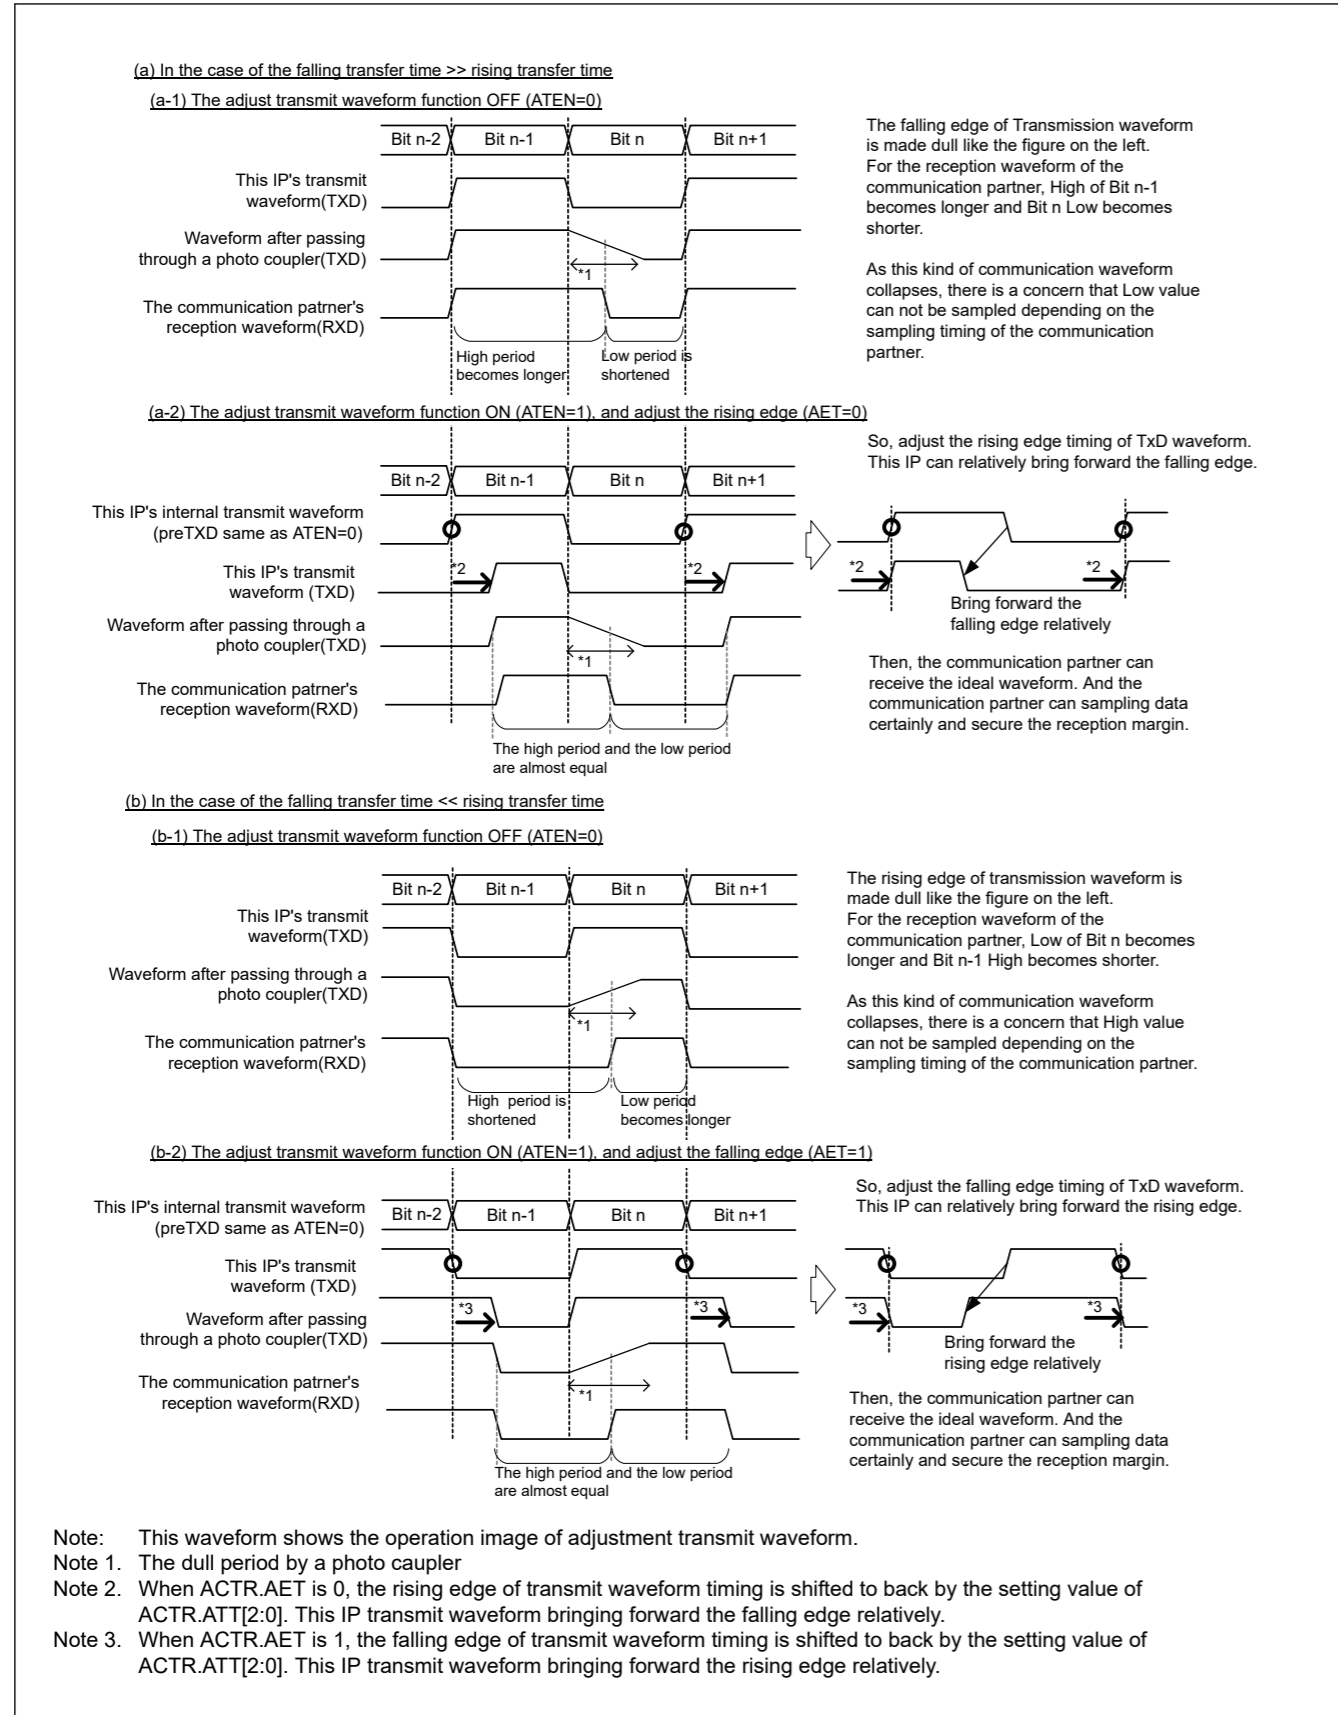 (a) In the case of the falling transfer time >> rising transfer time
(a-1) The adjust transmit waveform function OFF (ATEN=0)
Bit n-2 Bit n-1 Bit n Bit n+1
This IP's transmit
waveform(TXD)
Waveform after passing
through a photo coupler(TXD)
*1
The communication patrner's
reception waveform(RXD)
High period
becomes longer
Low period is
shortened
The falling edge of Transmission waveform
is made dull like the figure on the left.
For the reception waveform of the
communication partner, High of Bit n-1
becomes longer and Bit n Low becomes
shorter.
As this kind of communication waveform
collapses, there is a concern that Low value
can not be sampled depending on the
sampling timing of the communication
partner.
(a-2) The adjust transmit waveform function ON (ATEN=1), and adjust the rising edge (AET=0)
Bit n-2 Bit n-1 Bit n Bit n+1
This IP's internal transmit waveform
(preTXD same as ATEN=0)
This IP's transmit
waveform (TXD)
*2 *2
Waveform after passing through a
photo coupler(TXD)
*1
The communication patrner's
reception waveform(RXD)
The high period and the low period
are almost equal
So, adjust the rising edge timing of TxD waveform.
This IP can relatively bring forward the falling edge.
*2 *2
Bring forward the
falling edge relatively
Then, the communication partner can
receive the ideal waveform. And the
communication partner can sampling data
certainly and secure the reception margin.
(b) In the case of the falling transfer time << rising transfer time
(b-1) The adjust transmit waveform function OFF (ATEN=0)
Bit n-2 Bit n-1 Bit n Bit n+1
This IP's transmit
waveform(TXD)
Waveform after passing through a
photo coupler(TXD)
*1
The communication patrner's
reception waveform(RXD)
High period is
shortened
Low period
becomes longer
The rising edge of transmission waveform is
made dull like the figure on the left.
For the reception waveform of the
communication partner, Low of Bit n becomes
longer and Bit n-1 High becomes shorter.
As this kind of communication waveform
collapses, there is a concern that High value
can not be sampled depending on the
sampling timing of the communication partner.
(b-2) The adjust transmit waveform function ON (ATEN=1), and adjust the falling edge (AET=1)
This IP's internal transmit waveform
(preTXD same as ATEN=0)
Bit n-2 Bit n-1 Bit n Bit n+1
This IP's transmit
waveform (TXD)
*3 *3
Waveform after passing
through a photo coupler(TXD)
*1
The communication patrner's
reception waveform(RXD)
The high period and the low period
are almost equal
So, adjust the falling edge timing of TxD waveform.
This IP can relatively bring forward the rising edge.
*3 *3
Bring forward the
rising edge relatively
Then, the communication partner can
receive the ideal waveform. And the
communication partner can sampling data
certainly and secure the reception margin.
Note: This waveform shows the operation image of adjustment transmit waveform.
Note 1. The dull period by a photo caupler
Note 2. When ACTR.AET is 0, the rising edge of transmit waveform timing is shifted to back by the setting value of
ACTR.ATT[2:0]. This IP transmit waveform bringing forward the falling edge relatively.
Note 3. When ACTR.AET is 1, the falling edge of transmit waveform timing is shifted to back by the setting value of
ACTR.ATT[2:0]. This IP transmit waveform bringing forward the rising edge relatively.